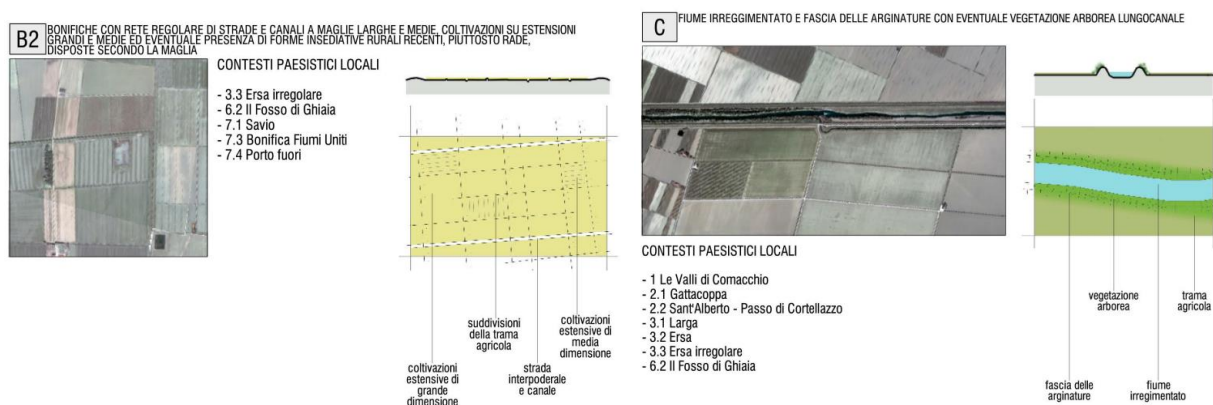 B2
BONIFICHE CON RETE REGOLARE DI STRADE E CANALI A MAGLIE LARGHE E MEDIE, COLTIVAZIONI SU ESTENSIONI
GRANDI E MEDIE ED EVENTUALE PRESENZA DI FORME INSEDIATIVE RURALI RECENTI, PIUTTOSTO RADE,
DISPOSTE SECONDO LA MAGLIA
CONTESTI PAESISTICI LOCALI
- 3.3 Ersa irregolare
- 6.2 Il Fosso di Ghiaia
- 7.1 Savio
- 7.3 Bonifica Fiumi Uniti
- 7.4 Porto fuori
suddivisioni
della trama
agricola
coltivazioni
estensive di
media
dimensione
coltivazioni
estensive di
grande
dimensione
strada
interpoderale
e canale
C
FIUME IRREGGIMENTATO E FASCIA DELLE ARGINATURE CON EVENTUALE VEGETAZIONE ARBOREA LUNGOCANALE
CONTESTI PAESISTICI LOCALI
- 1 Le Valli di Comacchio
- 2.1 Gattacoppa
- 2.2 Sant'Alberto - Passo di Cortellazzo
- 3.1 Larga
- 3.2 Ersa
- 3.3 Ersa irregolare
- 6.2 Il Fosso di Ghiaia
vegetazione
arborea
trama
agricola
fascia delle
arginature
fiume
irregimentato